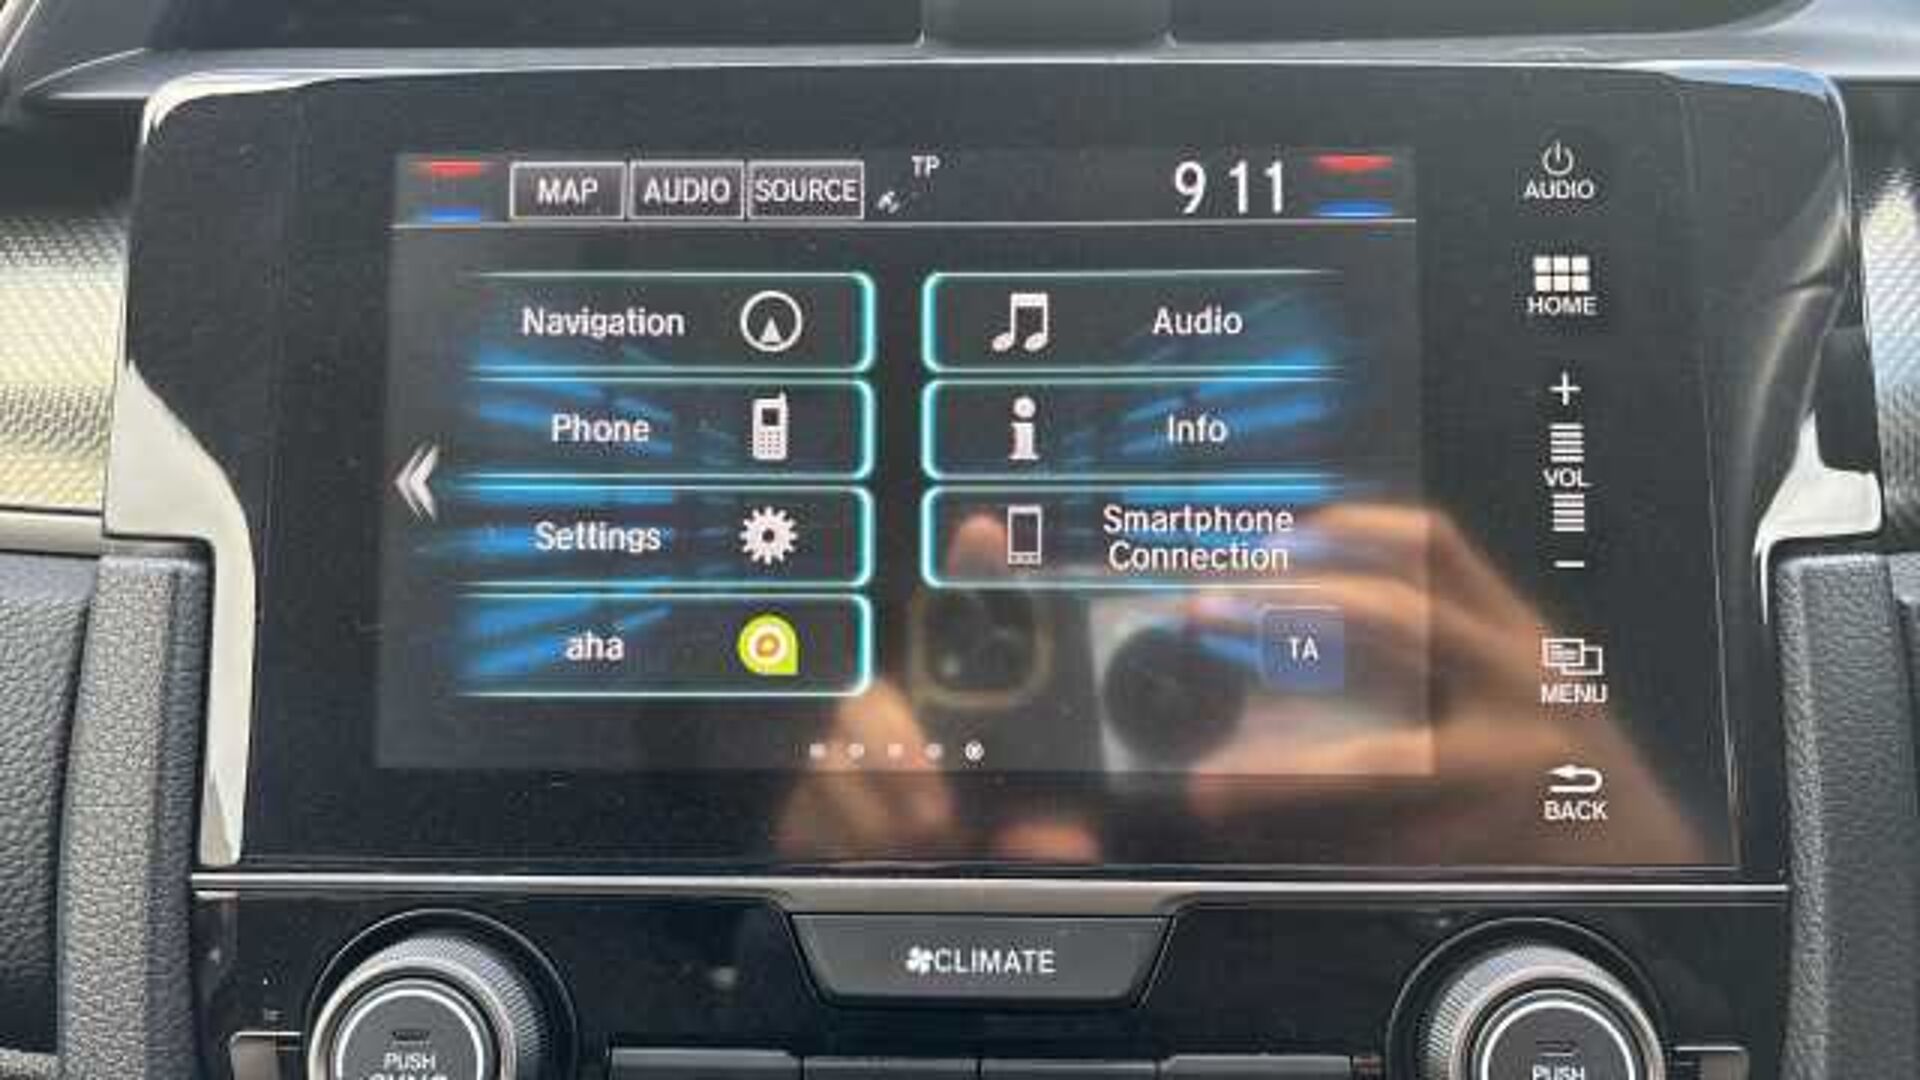 MAP AUDIO SOURCE TP 9 11
AUDIO
HOME
Navigation
Audio
Phone
Info
VOL
Settings
Smartphone
Connection
aha
TA
MENU
BACK
CLIMATE
PUSH
PUSH